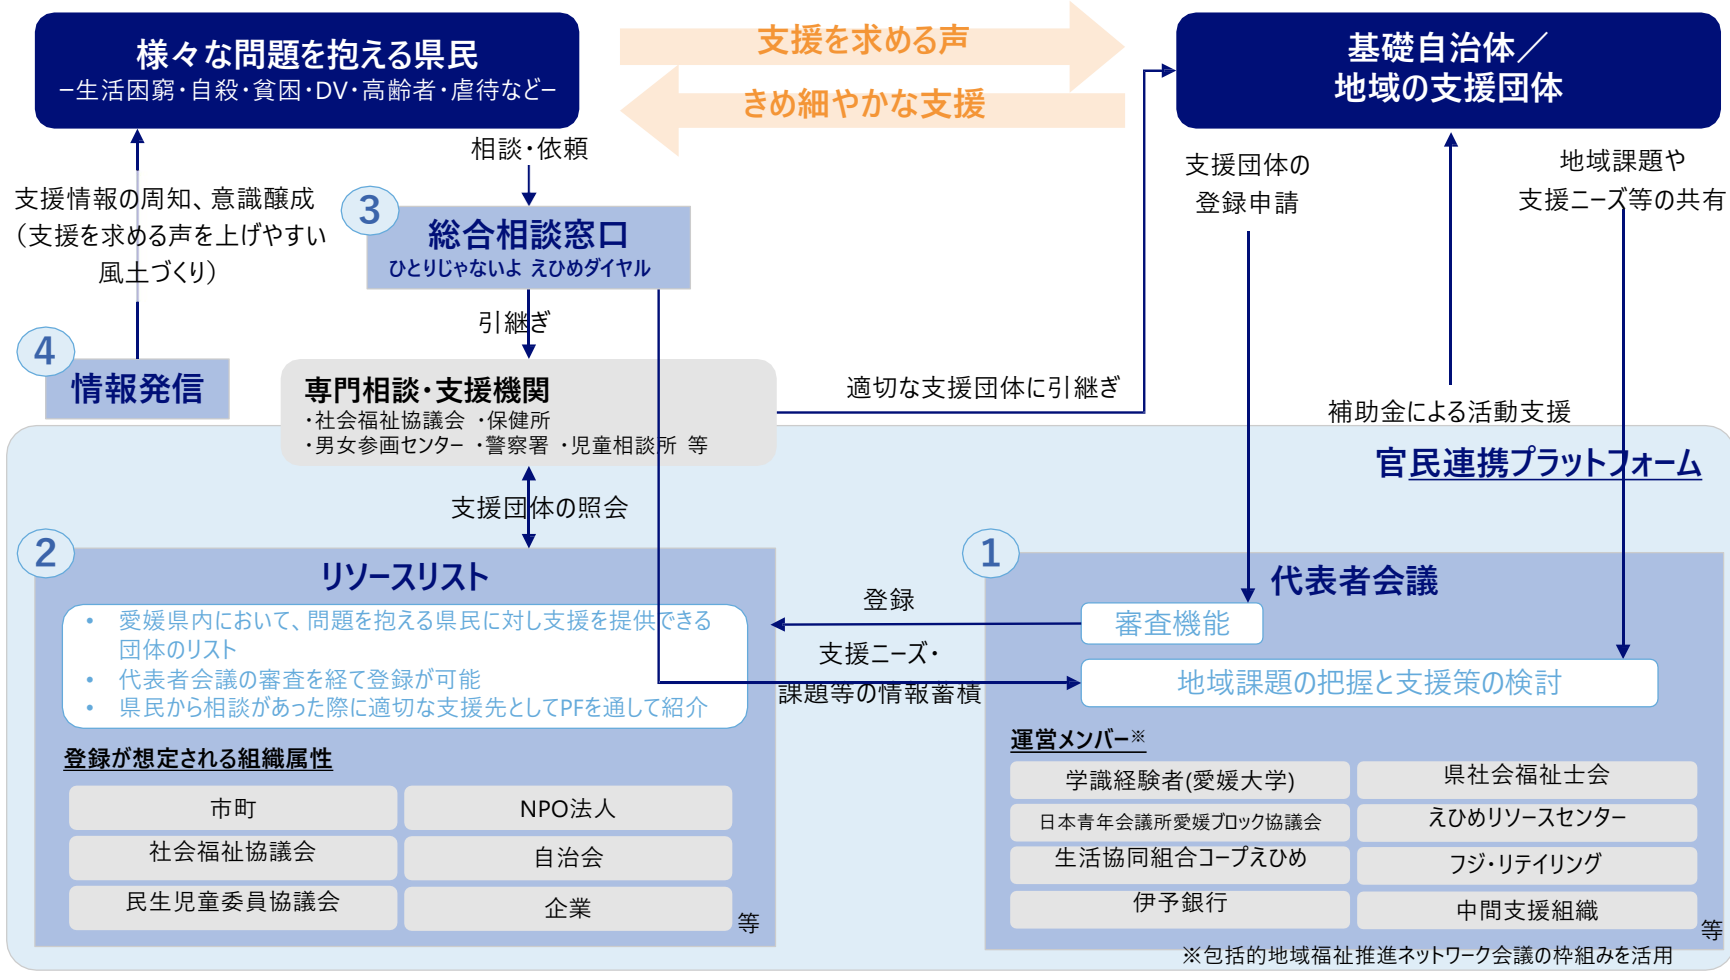 様々な問題を抱える県民
－生活困窮・自殺・貧困・DV・高齢者・虐待など－
支援を求める声
きめ細やかな支援
基礎自治体／
地域の支援団体
相談・依頼
支援情報の周知、意識醸成
（支援を求める声を上げやすい
風土づくり）
③
総合相談窓口
ひとりじゃないよ えひめダイヤル
支援団体の
登録申請
地域課題や
支援ニーズ等の共有
引継ぎ
④
情報発信
専門相談・支援機関
・社会福祉協議会 ・保健所
・男女参画センター ・警察署 ・児童相談所 等
適切な支援団体に引継ぎ
補助金による活動支援
官民連携プラットフォーム
支援団体の照会
②
リソースリスト
• 愛媛県内において、問題を抱える県民に対し支援を提供できる
団体のリスト
• 代表者会議の審査を経て登録が可能
• 県民から相談があった際に適切な支援先としてPFを通して紹介
登録が想定される組織属性
市町
NPO法人
社会福祉協議会
自治会
民生児童委員協議会
企業
等
登録
支援ニーズ・
課題等の情報蓄積
①
代表者会議
審査機能
地域課題の把握と支援策の検討
運営メンバー※
学識経験者(愛媛大学)
県社会福祉士会
日本青年会議所愛媛ブロック協議会
えひめリソースセンター
生活協同組合コープえひめ
フジ・リテイリング
伊予銀行
中間支援組織
等
※包括的地域福祉推進ネットワーク会議の枠組みを活用